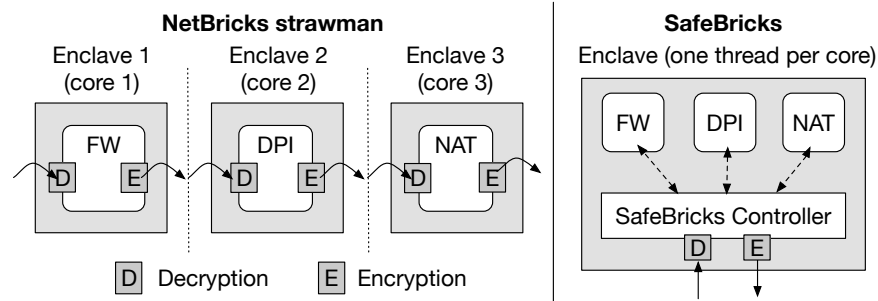 NetBricks strawman
Enclave 1
(core 1)
Enclave 2
(core 2)
Enclave 3
(core 3)
FW
D
E
DPI
D
E
NAT
D
E
D Decryption
E Encryption
SafeBricks
Enclave (one thread per core)
FW
DPI
NAT
SafeBricks Controller
D
E